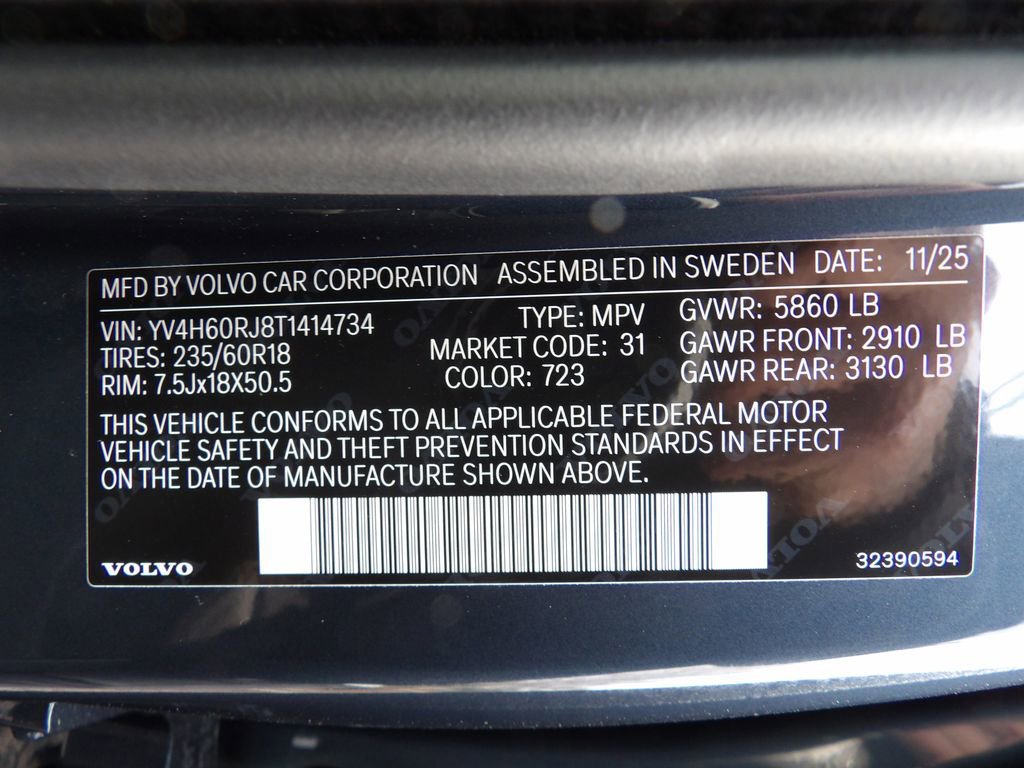 MFD BY VOLVO CAR CORPORATION ASSEMBLED IN SWEDEN DATE: 11/25
VIN: YV4H60RJ8T1414734 TYPE: MPV GVWR: 5860 LB
TIRES: 235/60R18 MARKET CODE: 31 GAWR FRONT: 2910 LB
RIM: 7.5Jx18X50.5 COLOR: 723 GAWR REAR: 3130 LB
THIS VEHICLE CONFORMS TO ALL APPLICABLE FEDERAL MOTOR
VEHICLE SAFETY AND THEFT PREVENTION STANDARDS IN EFFECT
ON THE DATE OF MANUFACTURE SHOWN ABOVE.
VOLVO 32390594